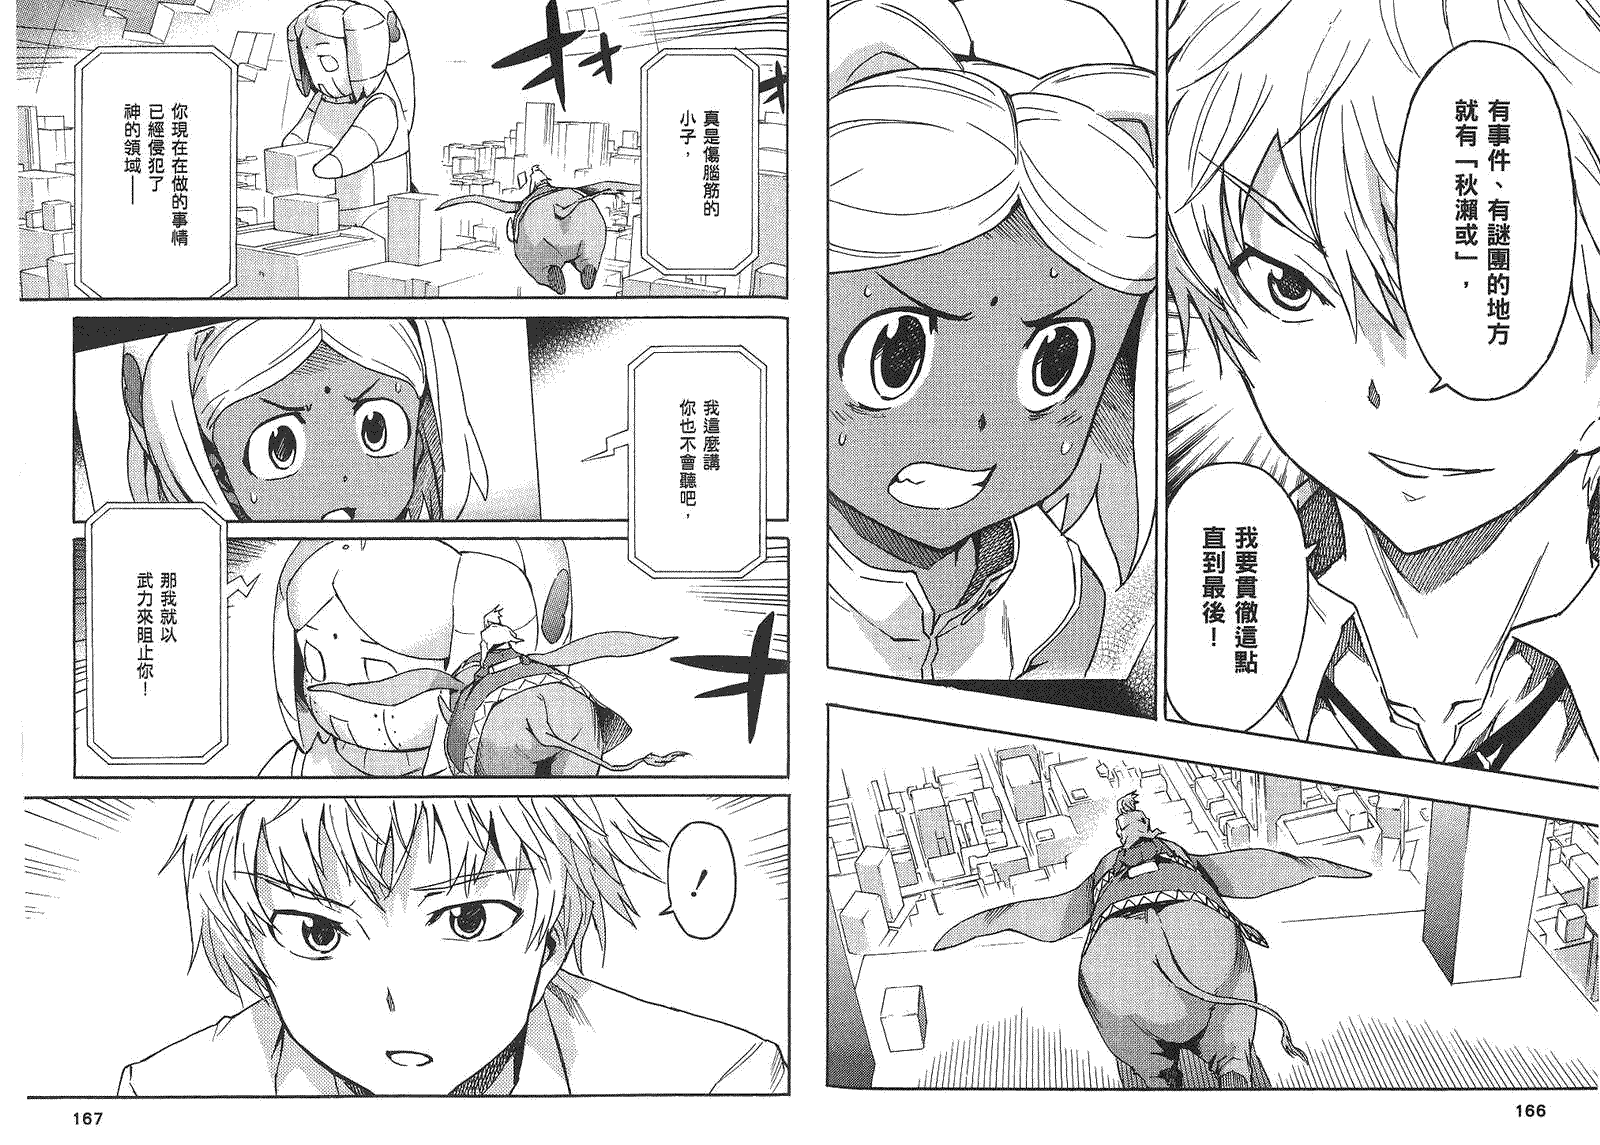 有事件、有謎團的地方
就有「秋瀨或」，
我要貫徹這點
直到最後！
166
真是傷腦筋的
小子，
你現在在做的事情
已經侵犯了
神的領域——
我這麼講
你也不會聽吧，
那我就以
武力來阻止你！
！
167